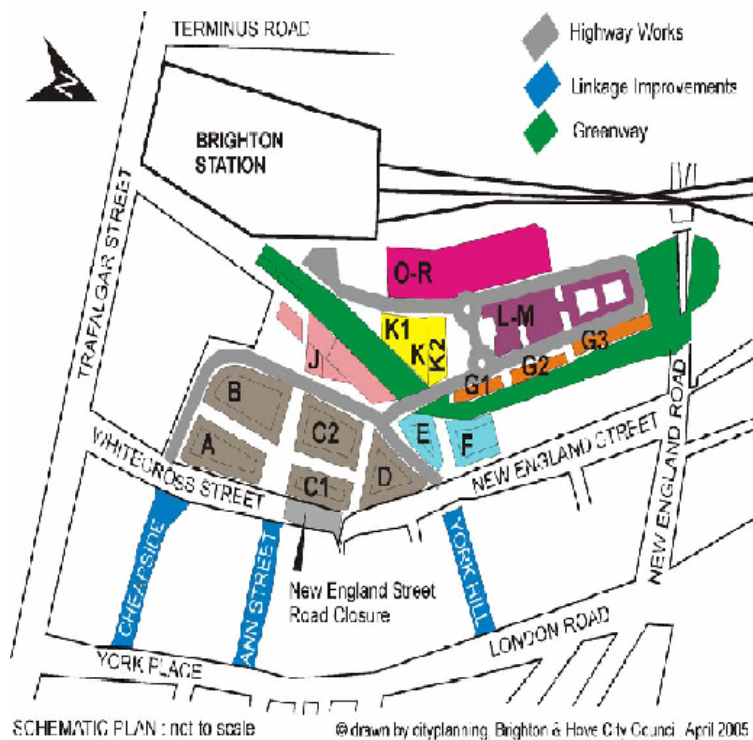 TERMINUS ROAD
Highway Works
Linkage Improvements
Greenway
N
BRIGHTON
STATION
TRAFALGAR STREET
O-R
K1
K
K2
L-M
G1
G2
G3
J
B
A
C2
C1
D
E
F
WHITECROSS STREET
NEW ENGLAND STREET
NEW ENGLAND ROAD
CHEAPSIDE
ANN STREET
YORK HILL
New England Street
Road Closure
LONDON ROAD
YORK PLACE
SCHEMATIC PLAN : not to scale
© drawn by cityplanning, Brighton & Hove City Council, April 2005